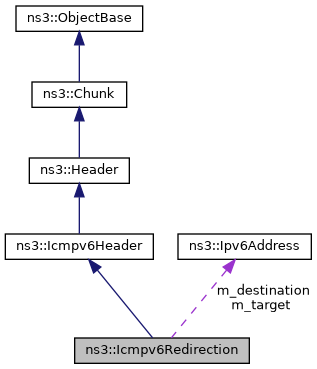 ns3::ObjectBase
ns3::Chunk
ns3::Header
ns3::Icmpv6Header
ns3::Ipv6Address
m_destination
m_target
ns3::Icmpv6Redirection